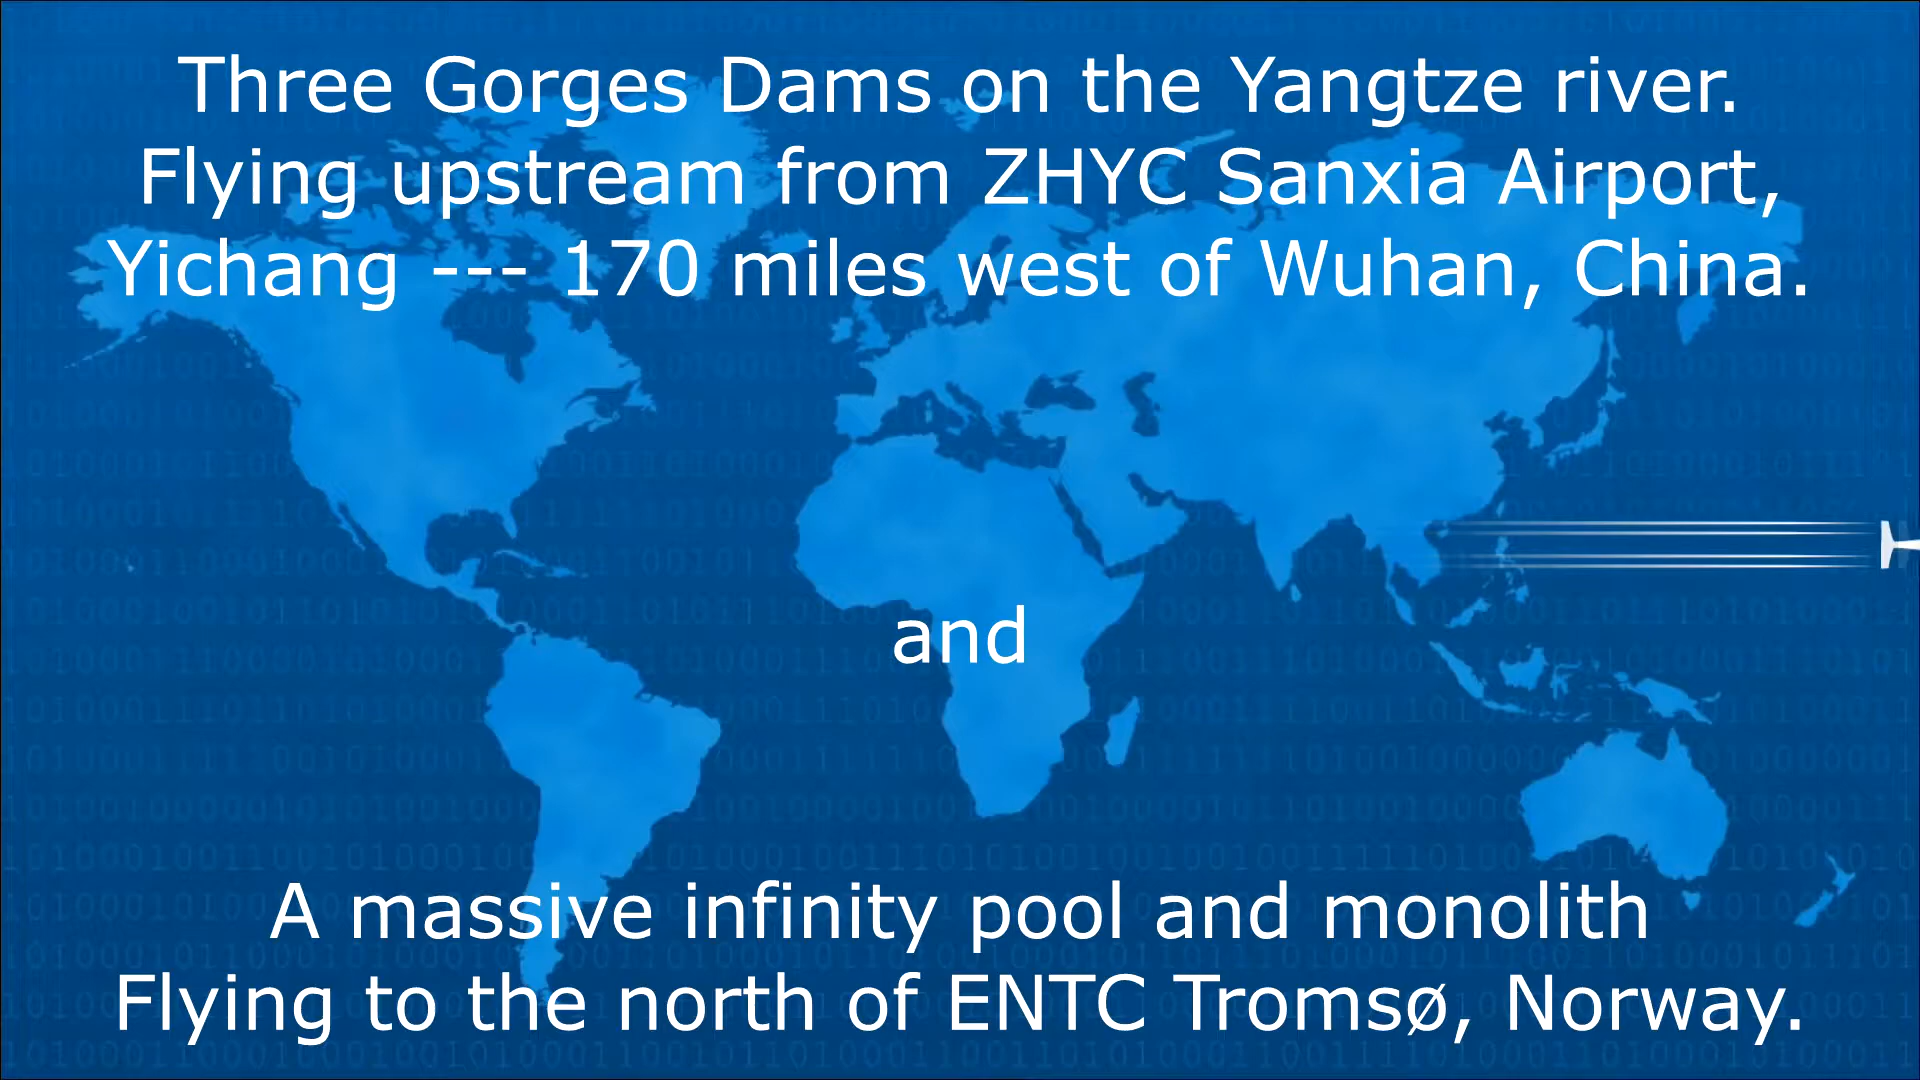 Three Gorges Dams on the Yangtze river.
Flying upstream from ZHYC Sanxia Airport,
Yichang --- 170 miles west of Wuhan, China.
and
A massive infinity pool and monolith
Flying to the north of ENTC Tromsø, Norway.